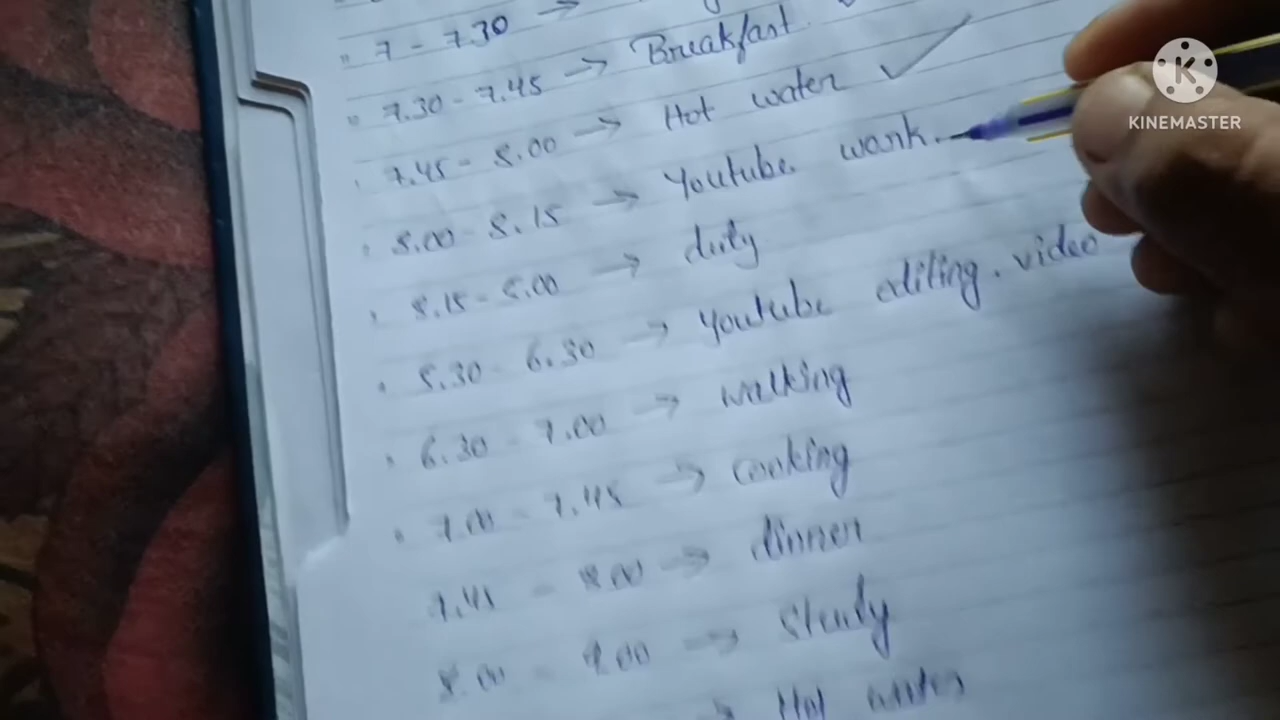 7 - 7.30 →
7.30 - 7.45 → Breakfast
7.45 - 8.00 → Hot water ✓
8.00 - 8.15 → Youtube work.
8.15 - 5.00 → duty
5.30 - 6.30 → Youtube editing. video
6.30 - 7.00 → walking
7.00 - 7.45 → cooking
7.45 - 8.00 → dinner
8.00 - 9.00 → Study
→ Hot water
K
KINEMASTER